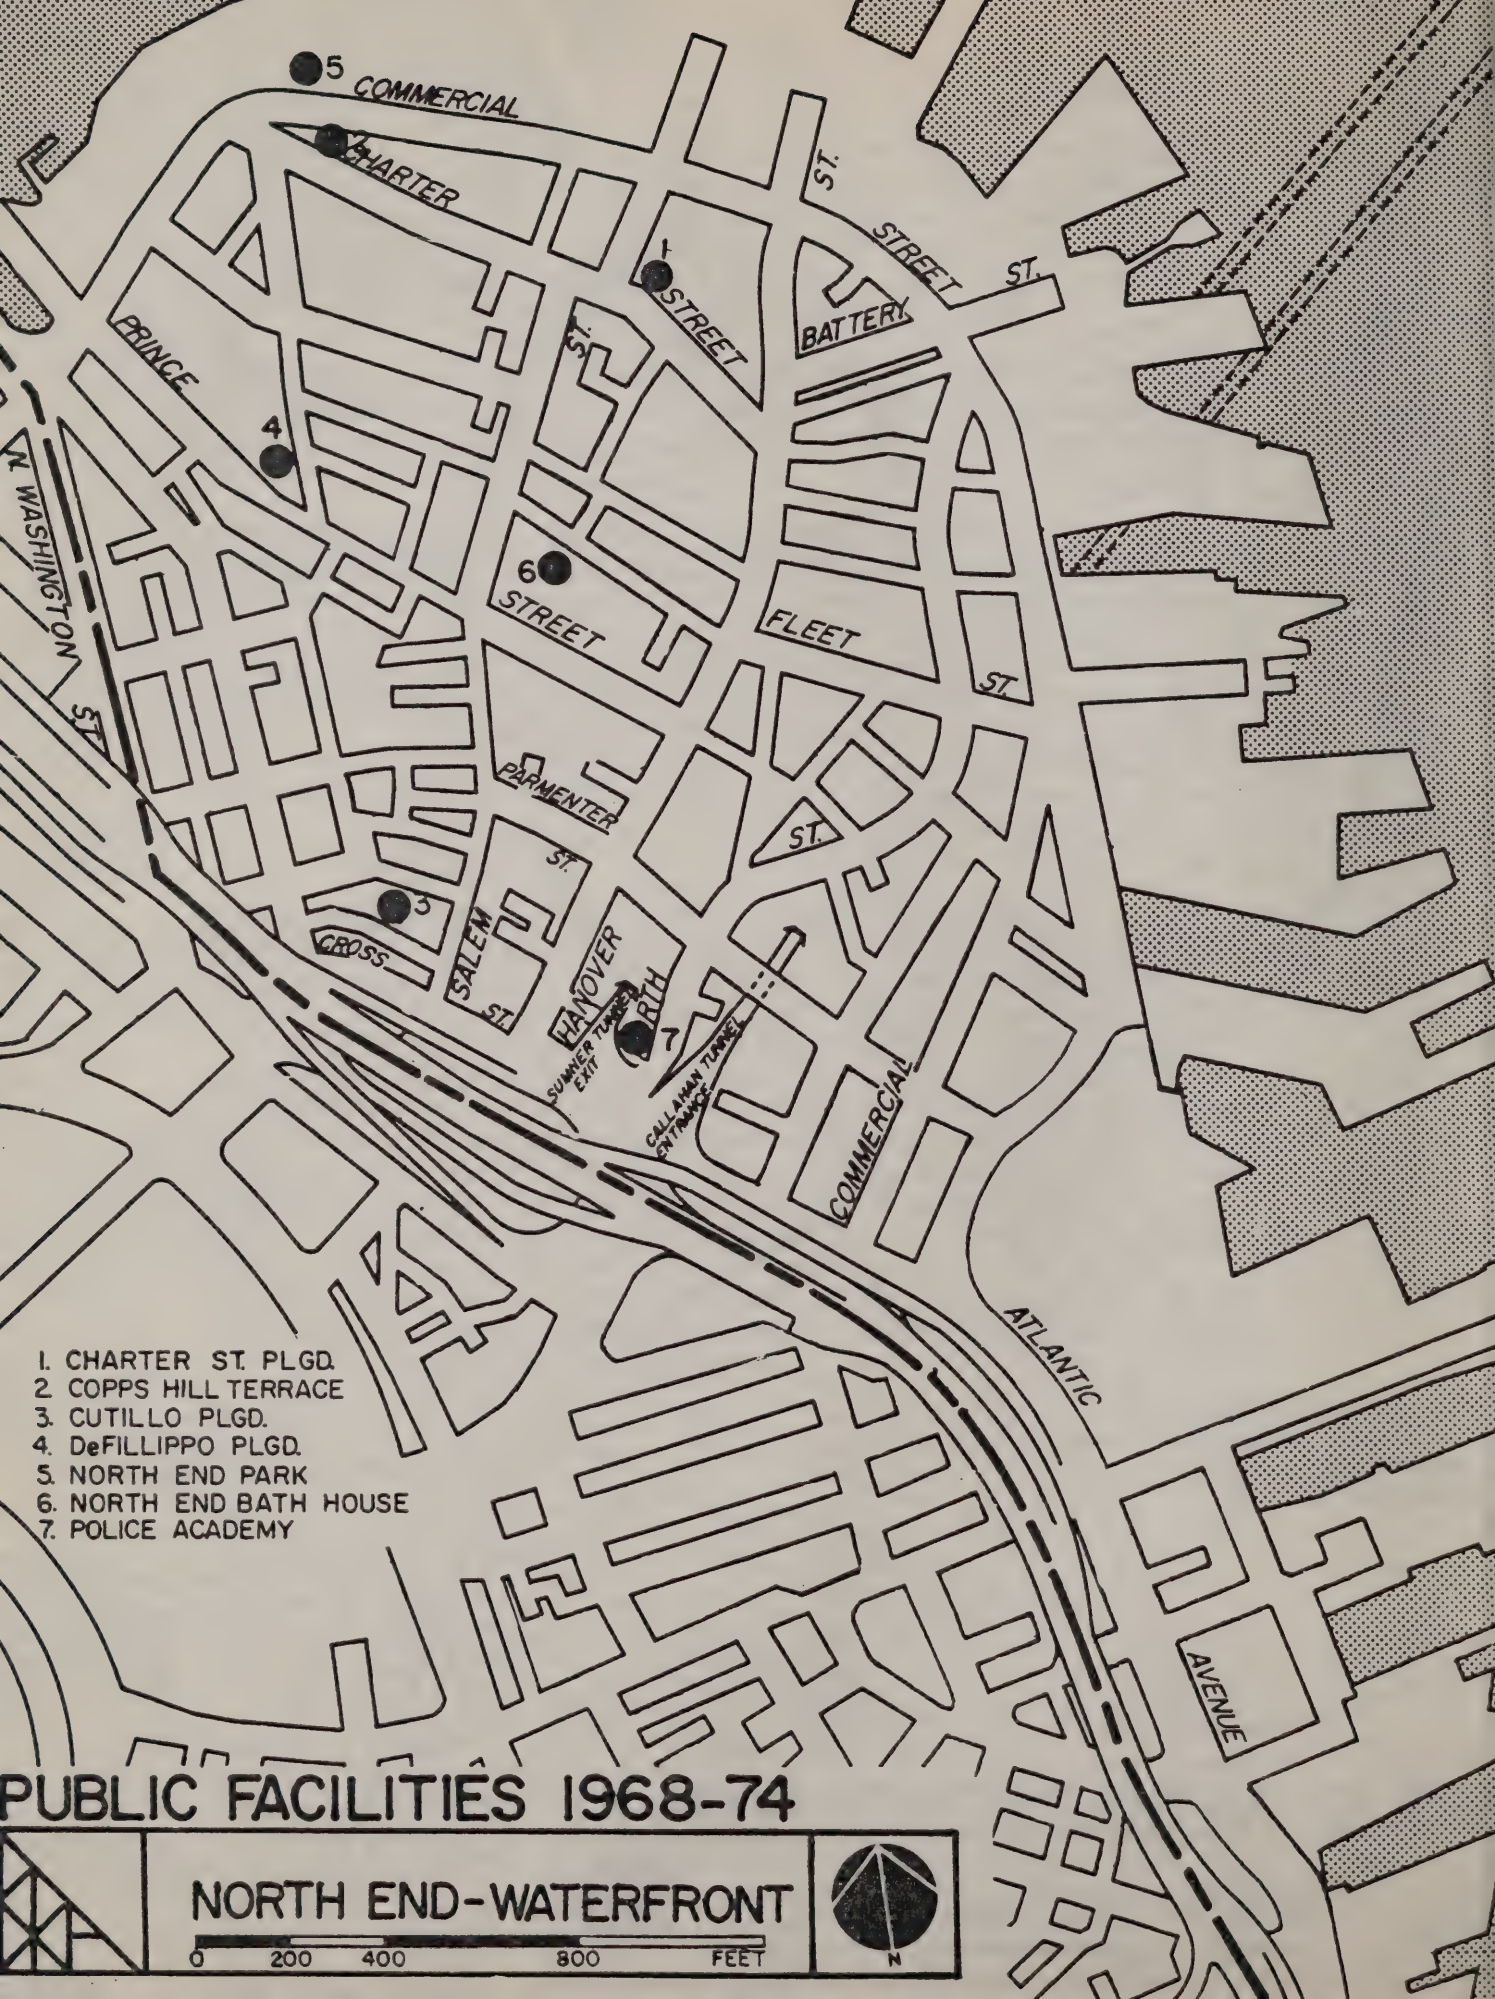 5
COMMERCIAL
ST.
2
CHARTER
STREET
ST.
1
STREET
BATTERY
ST.
PRINCE
4
N. WASHINGTON
ST.
6
STREET
FLEET
ST.
PARMENTER
ST.
ST.
3
CROSS
SALEM
ST.
HANOVER
RTH
7
SUMNER TUNNEL
EXIT
CALLAHAN TUNNEL
ENTRANCE
COMMERCIAL
ATLANTIC
AVENUE
1. CHARTER ST. PLGD.
2. COPPS HILL TERRACE
3. CUTILLO PLGD.
4. DeFILLIPPO PLGD.
5. NORTH END PARK
6. NORTH END BATH HOUSE
7. POLICE ACADEMY
PUBLIC FACILITIES 1968-74
NORTH END-WATERFRONT
0 200 400 800 FEET
N